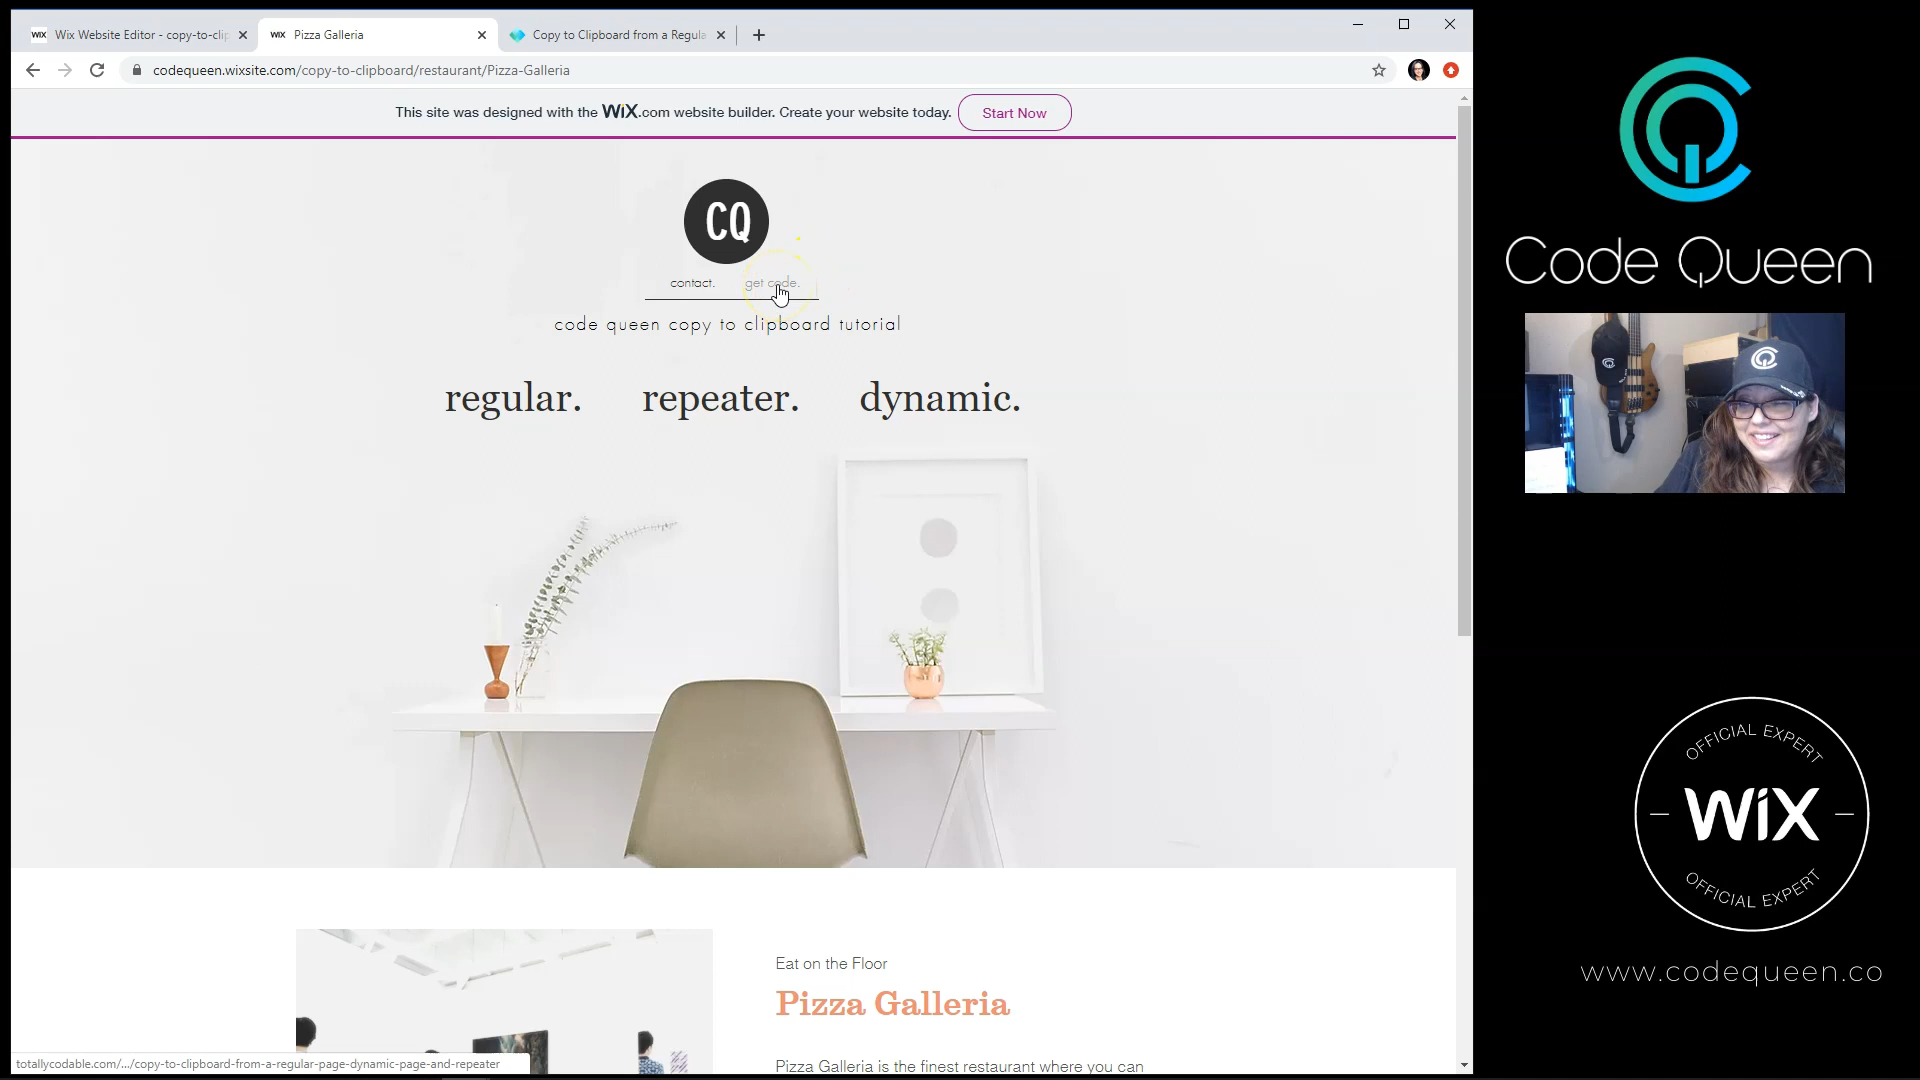 WiX Wix Website Editor - copy-to-clip
WiX Pizza Galleria
Copy to Clipboard from a Regula
codequeen.wixsite.com/copy-to-clipboard/restaurant/Pizza-Galleria
This site was designed with the WiX.com website builder. Create your website today. Start Now
CQ
contact. get code.
code queen copy to clipboard tutorial
regular. repeater. dynamic.
Eat on the Floor
Pizza Galleria
Pizza Galleria is the finest restaurant where you can
totallycodable.com/.../copy-to-clipboard-from-a-regular-page-dynamic-page-and-repeater
Code Queen
OFFICIAL EXPERT
WiX
OFFICIAL EXPERT
www.codequeen.co